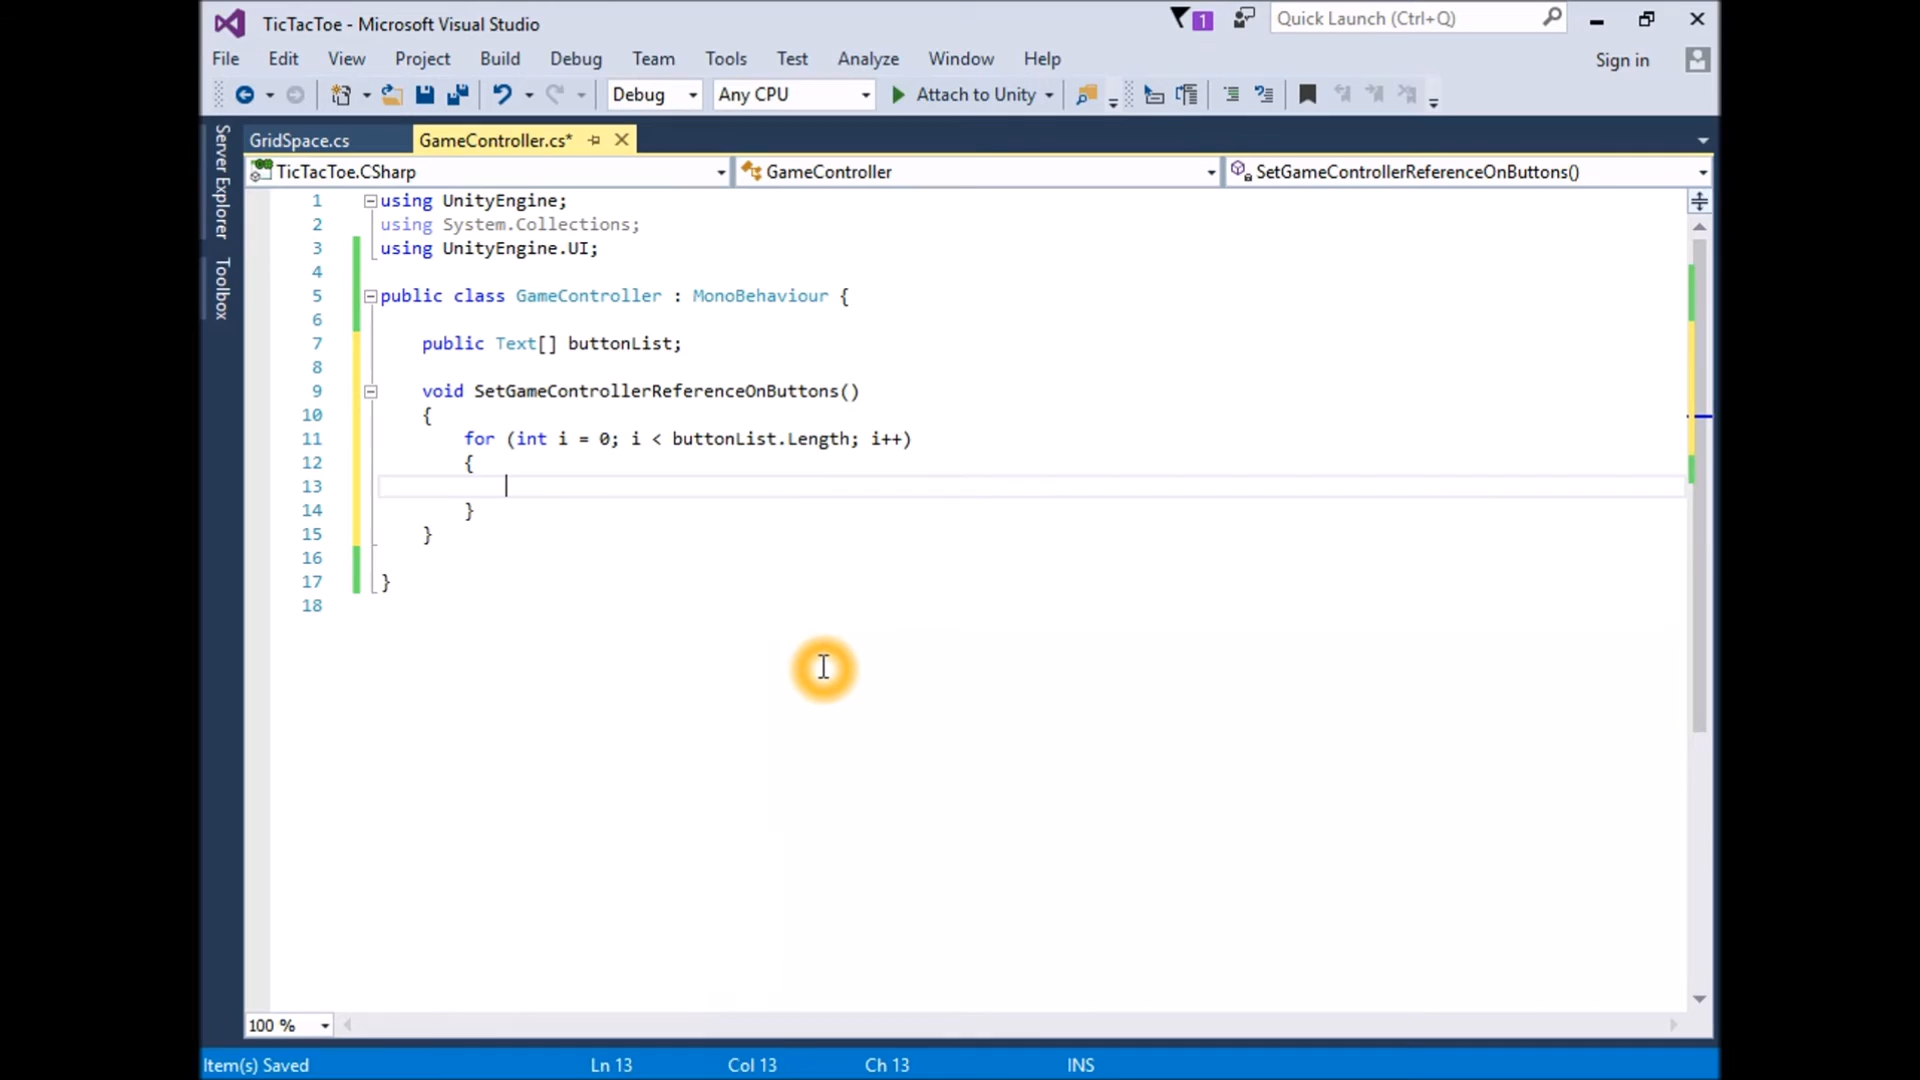 TicTacToe - Microsoft Visual Studio
1
Quick Launch (Ctrl+Q)
File Edit View Project Build Debug Team Tools Test Analyze Window Help
Sign in
Debug Any CPU Attach to Unity
Server Explorer
Toolbox
GridSpace.cs GameController.cs*
TicTacToe.CSharp GameController SetGameControllerReferenceOnButtons()
1 using UnityEngine;
2 using System.Collections;
3 using UnityEngine.UI;
4
5 public class GameController : MonoBehaviour {
6
7 public Text[] buttonList;
8
9 void SetGameControllerReferenceOnButtons()
10 {
11 for (int i = 0; i < buttonList.Length; i++)
12 {
13
14 }
15 }
16
17 }
18
100 %
Item(s) Saved Ln 13 Col 13 Ch 13 INS